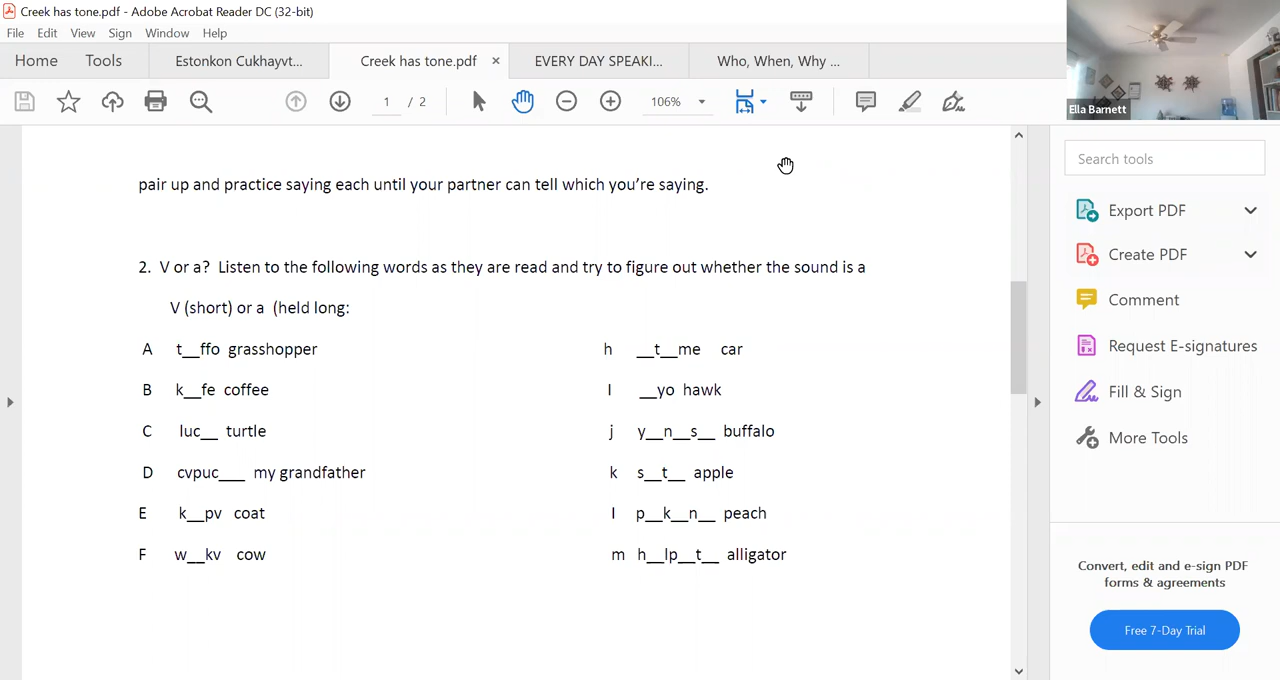 Creek has tone.pdf - Adobe Acrobat Reader DC (32-bit)
File Edit View Sign Window Help
Home Tools Estonkon Cukhayvt... Creek has tone.pdf × EVERY DAY SPEAKI... Who, When, Why ...
1 / 2 106%
Ella Barnett
pair up and practice saying each until your partner can tell which you're saying.
2. V or a? Listen to the following words as they are read and try to figure out whether the sound is a
V (short) or a (held long:
A t__ffo grasshopper
B k__fe coffee
C luc__ turtle
D cvpuc___ my grandfather
E k__pv coat
F w__kv cow
h __t__me car
I __yo hawk
j y__n__s__ buffalo
k s__t__ apple
l p__k__n__ peach
m h__lp__t__ alligator
Search tools
Export PDF
Create PDF
Comment
Request E-signatures
Fill & Sign
More Tools
Convert, edit and e-sign PDF
forms & agreements
Free 7-Day Trial